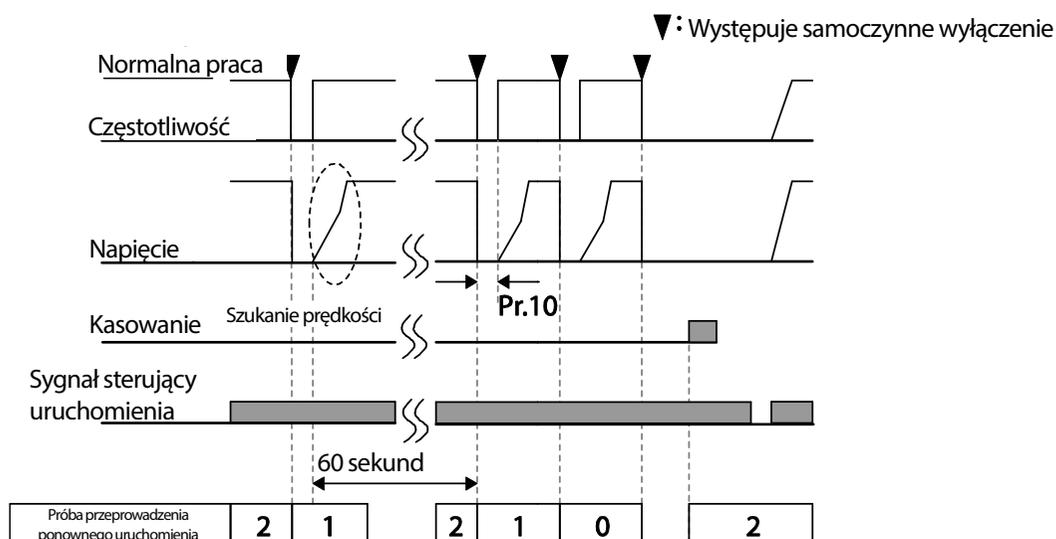 ▼: Występuje samoczynne wyłączenie
Normalna praca
Częstotliwość
Napięcie
Pr.10
Kasowanie
Szukanie prędkości
Sygnał sterujący
uruchomienia
60 sekund
Próba przeprowadzenia
ponownego uruchomienia
2 1 2 1 0 2